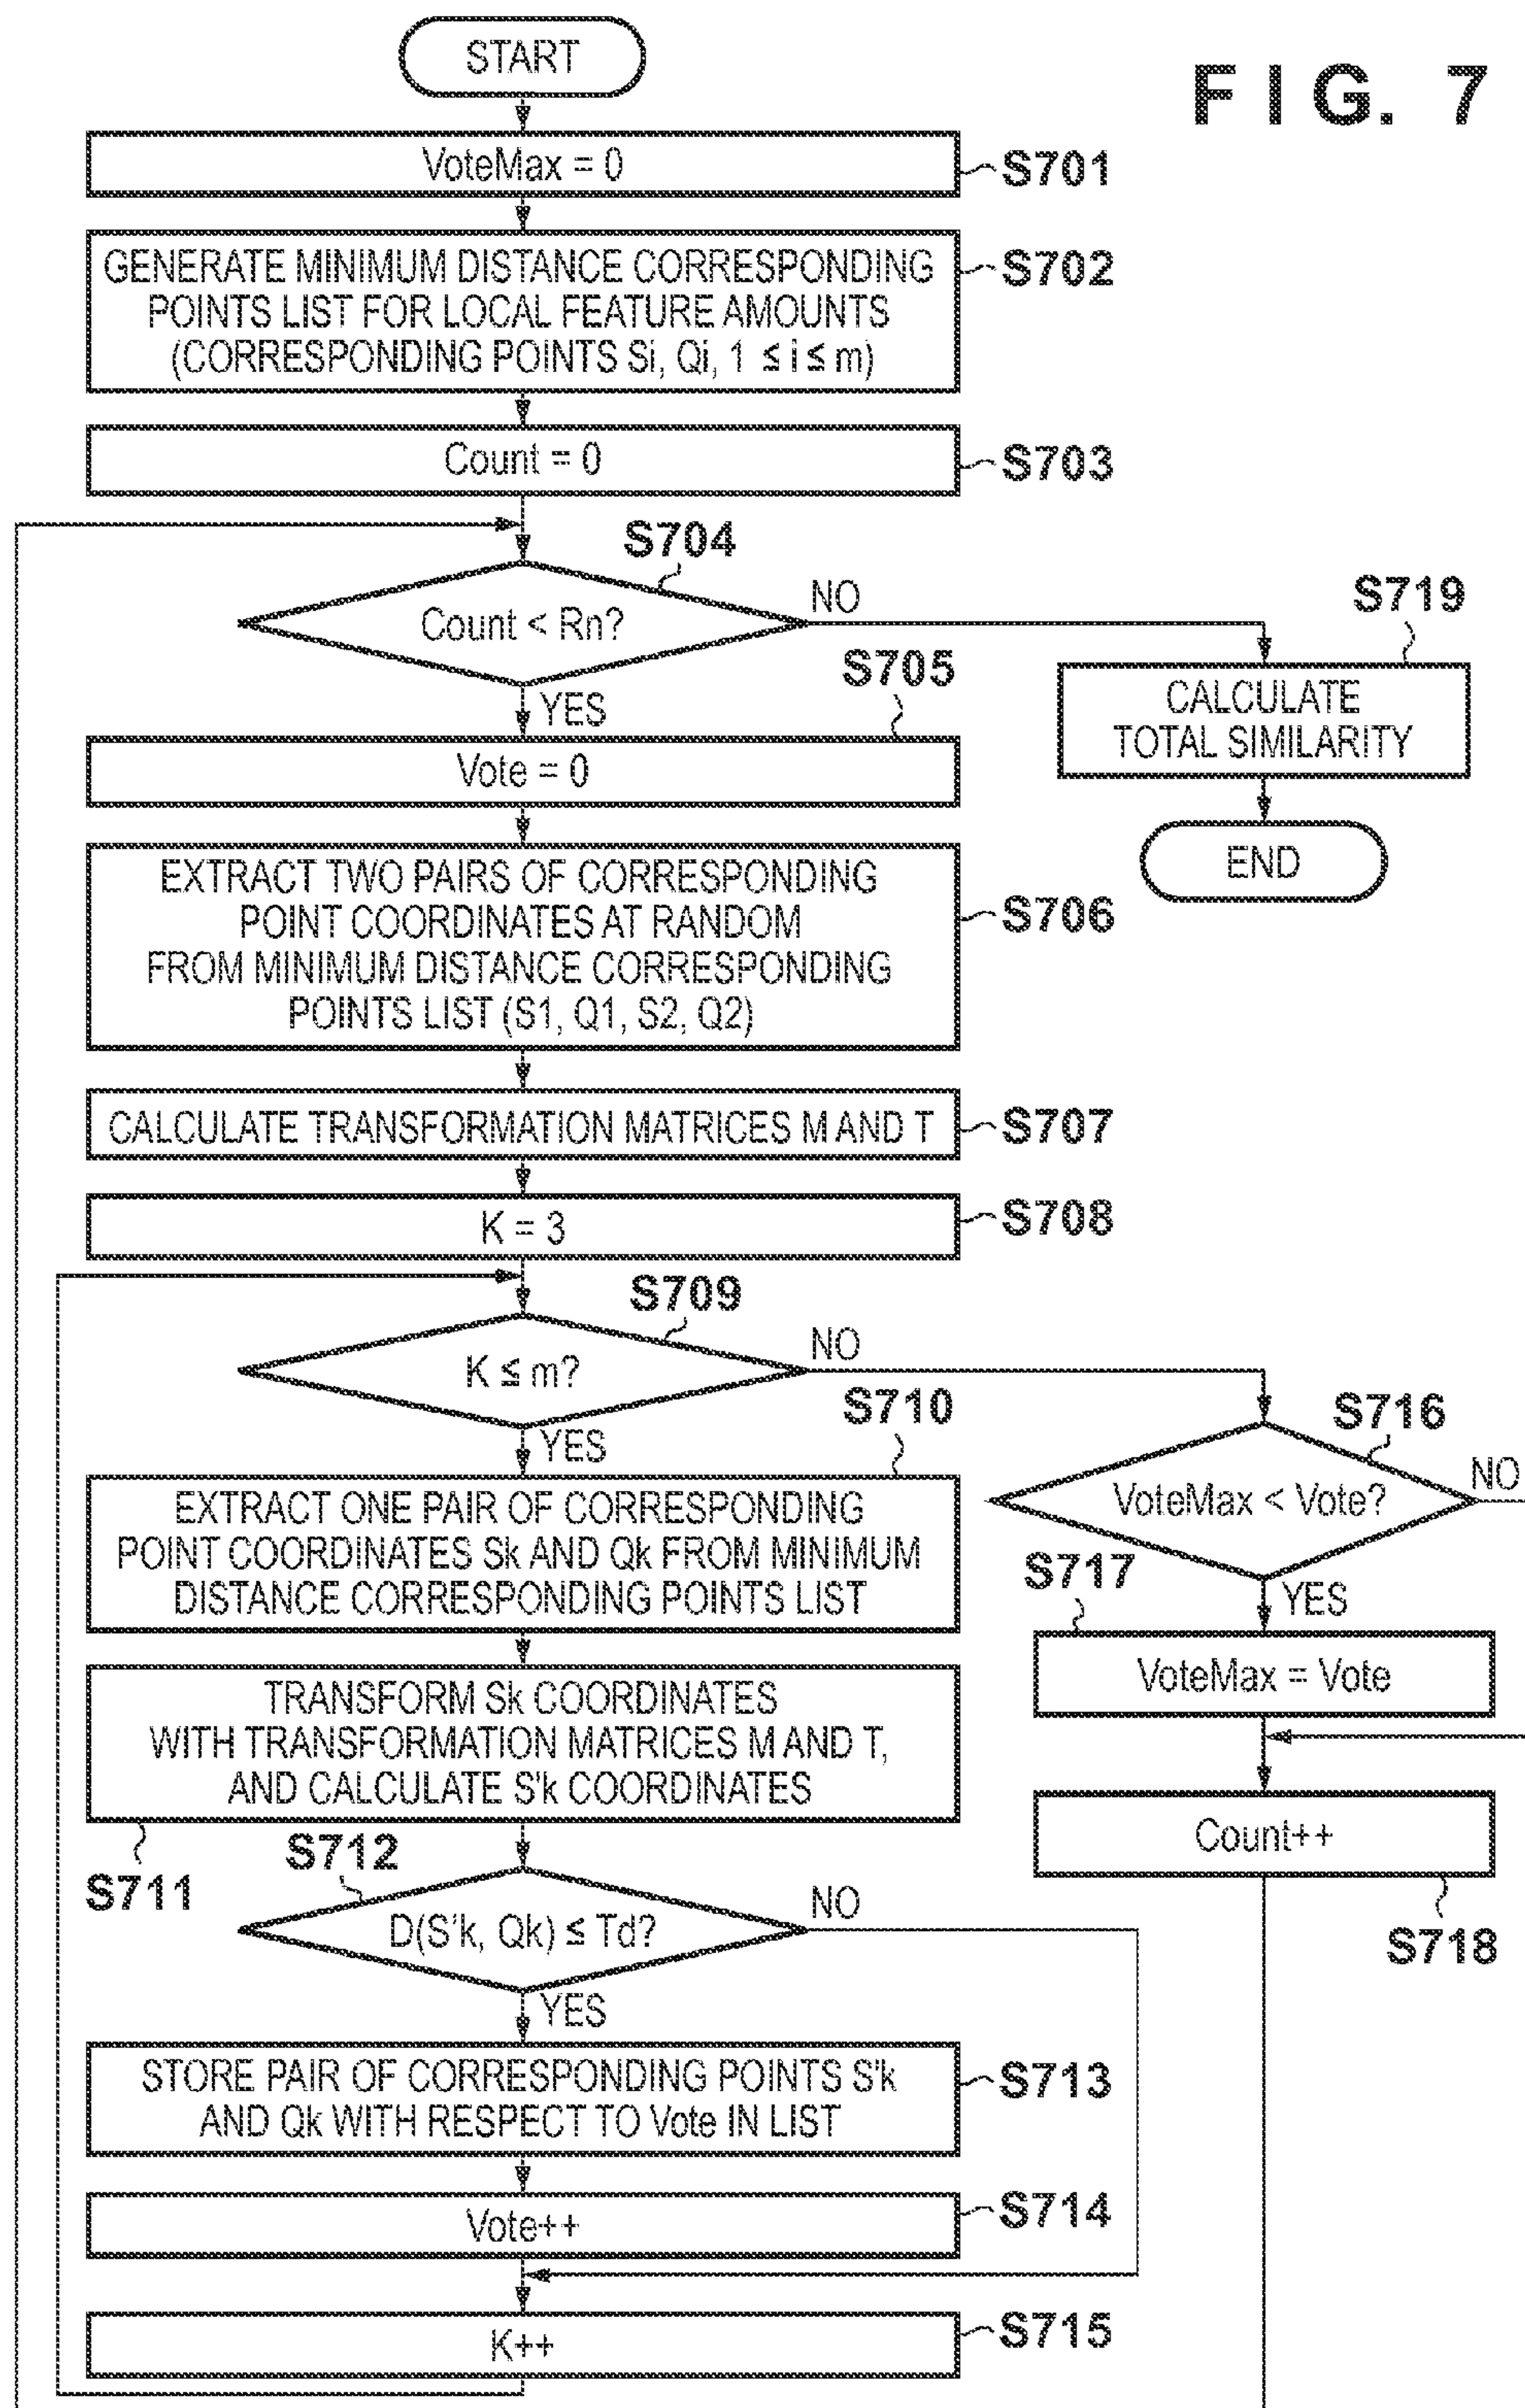 START
FIG. 7
VoteMax = 0
S701
GENERATE MINIMUM DISTANCE CORRESPONDING
POINTS LIST FOR LOCAL FEATURE AMOUNTS
(CORRESPONDING POINTS Si, Qi, 1 ≦ i ≦ m)
S702
Count = 0
S703
S704
Count < Rn?
NO
YES
S719
CALCULATE
TOTAL SIMILARITY
END
S705
Vote = 0
EXTRACT TWO PAIRS OF CORRESPONDING
POINT COORDINATES AT RANDOM
FROM MINIMUM DISTANCE CORRESPONDING
POINTS LIST (S1, Q1, S2, Q2)
S706
CALCULATE TRANSFORMATION MATRICES M AND T
S707
K = 3
S708
S709
K ≦ m?
NO
YES
S710
EXTRACT ONE PAIR OF CORRESPONDING
POINT COORDINATES Sk AND Qk FROM MINIMUM
DISTANCE CORRESPONDING POINTS LIST
S716
VoteMax < Vote?
NO
YES
S717
VoteMax = Vote
Count++
S718
TRANSFORM Sk COORDINATES
WITH TRANSFORMATION MATRICES M AND T,
AND CALCULATE S'k COORDINATES
S711
S712
D(S'k, Qk) ≦ Td?
NO
YES
STORE PAIR OF CORRESPONDING POINTS S'k
AND Qk WITH RESPECT TO Vote IN LIST
S713
Vote++
S714
K++
S715